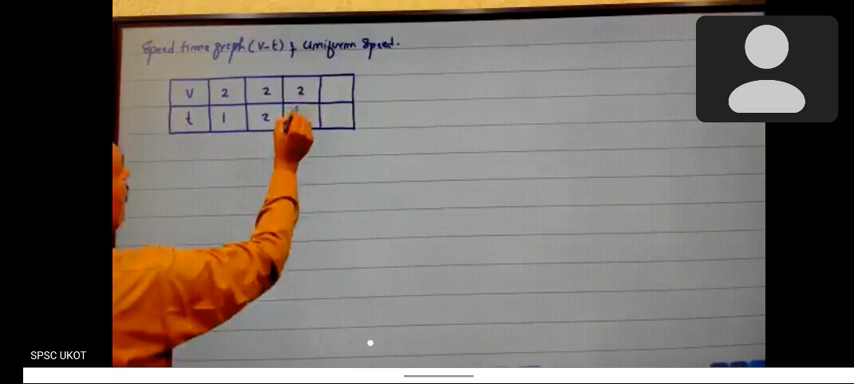 Speed time graph (v-t) of uniform speed.
V 2 2 2
t 1 2
SPSC UKOT